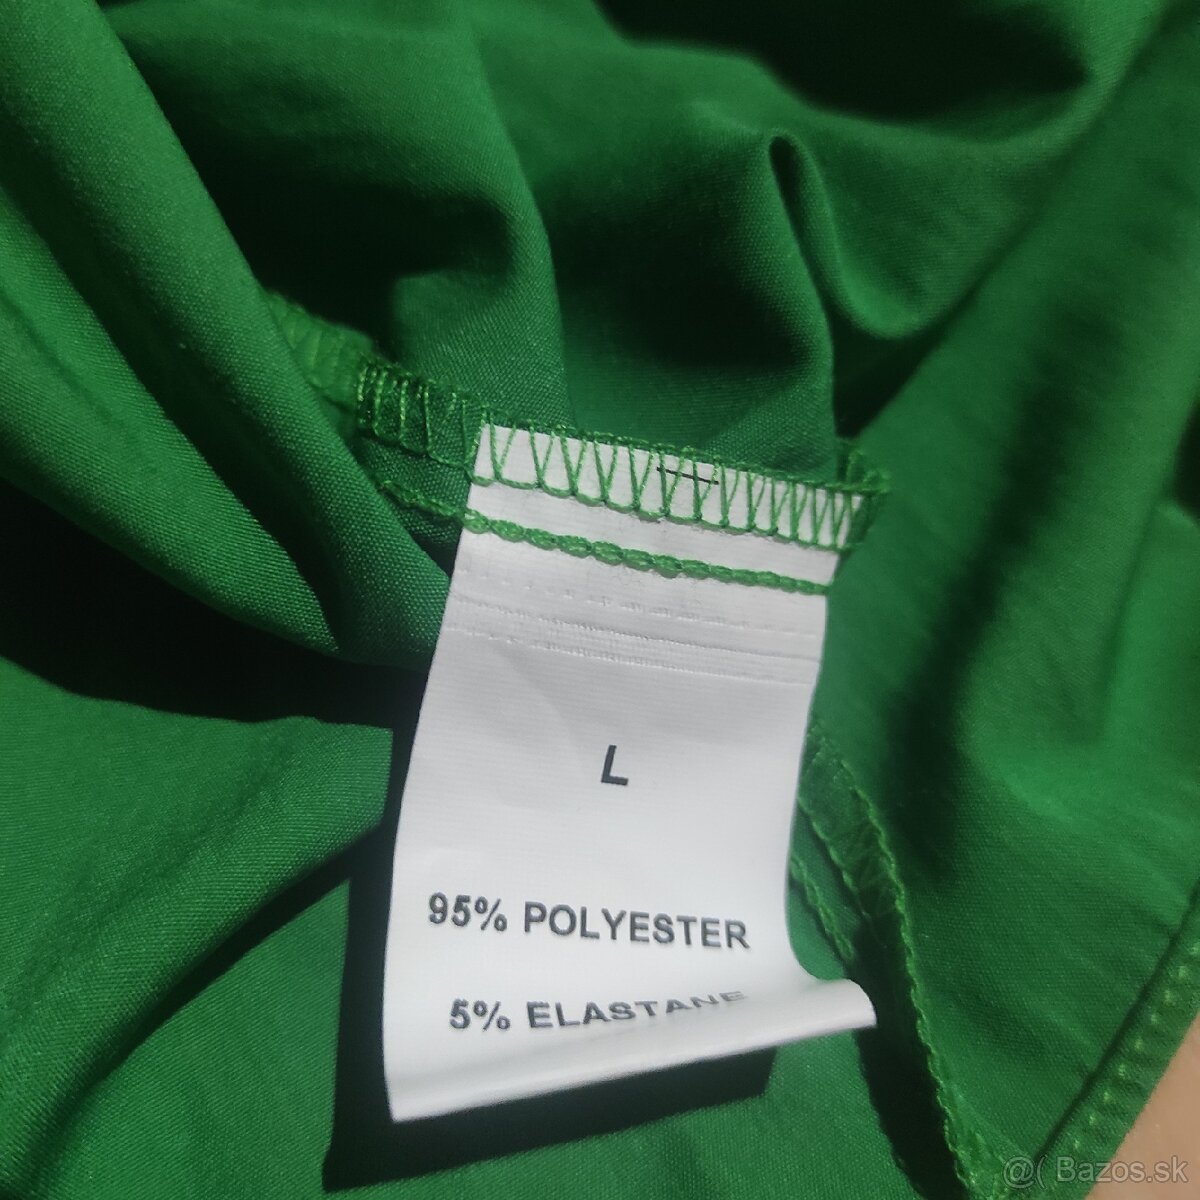 L
95% POLYESTER
5% ELASTANE
@( Bazos.sk